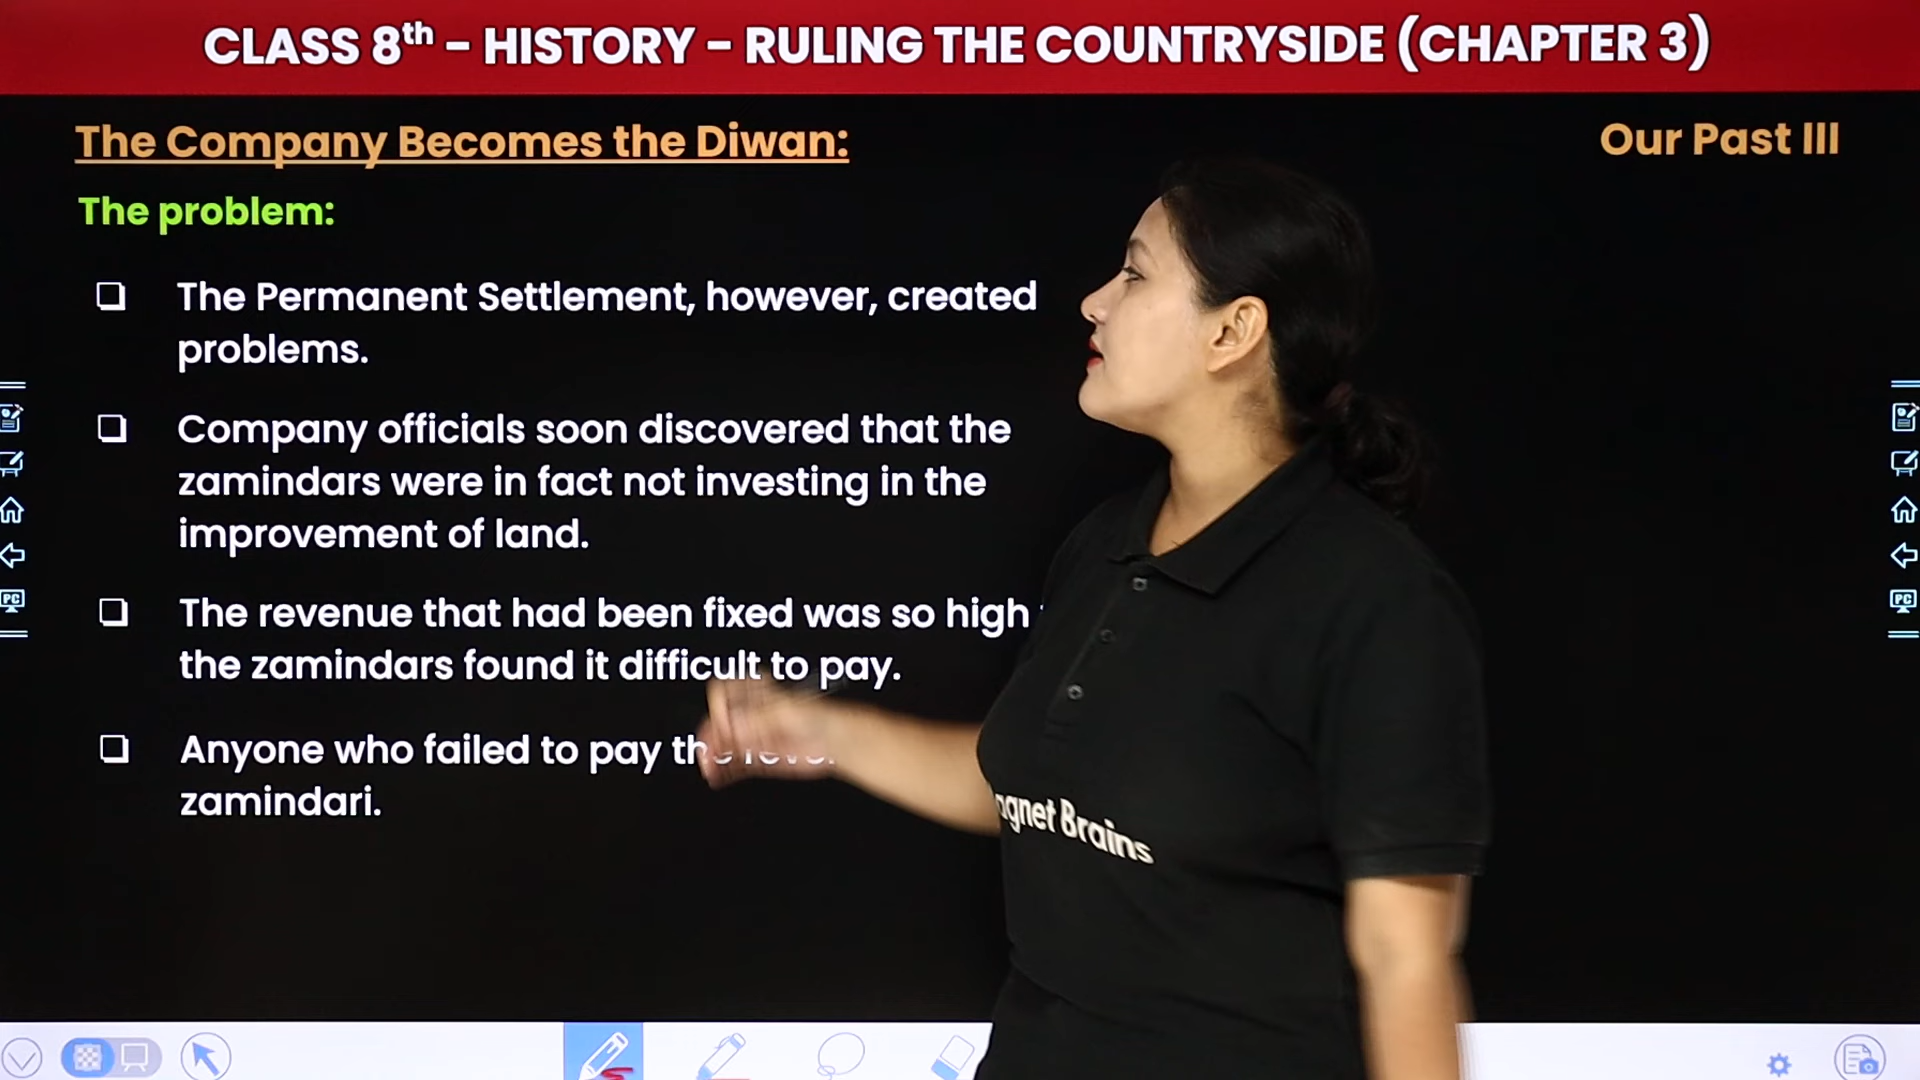 CLASS 8th – HISTORY – RULING THE COUNTRYSIDE (CHAPTER 3)
The Company Becomes the Diwan:
Our Past III
The problem:
❑ The Permanent Settlement, however, created
problems.
❑ Company officials soon discovered that the
zamindars were in fact not investing in the
improvement of land.
❑ The revenue that had been fixed was so high
the zamindars found it difficult to pay.
❑ Anyone who failed to pay
zamindari.
agnet Brains
PC
PC